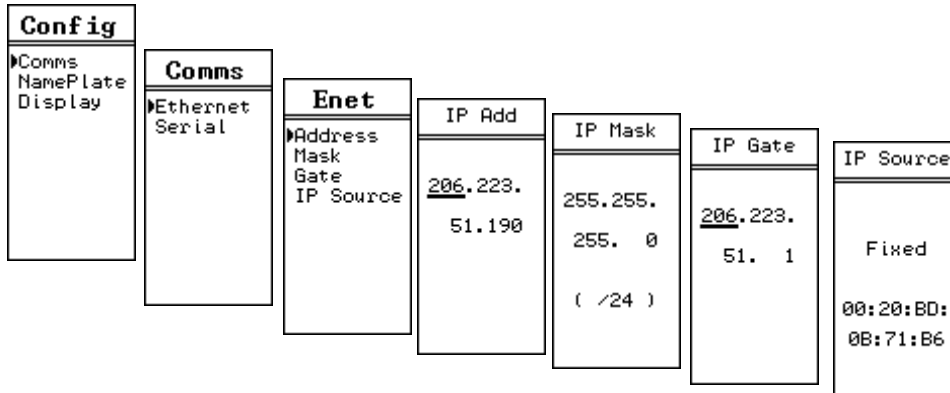 Config
Comms
NamePlate
Display
Comms
Ethernet
Serial
Enet
Address
Mask
Gate
IP Source
IP Add
206.223.
51.190
IP Mask
255.255.
255. 0
( /24 )
IP Gate
206.223.
51. 1
IP Source
Fixed
00:20:BD:
0B:71:B6